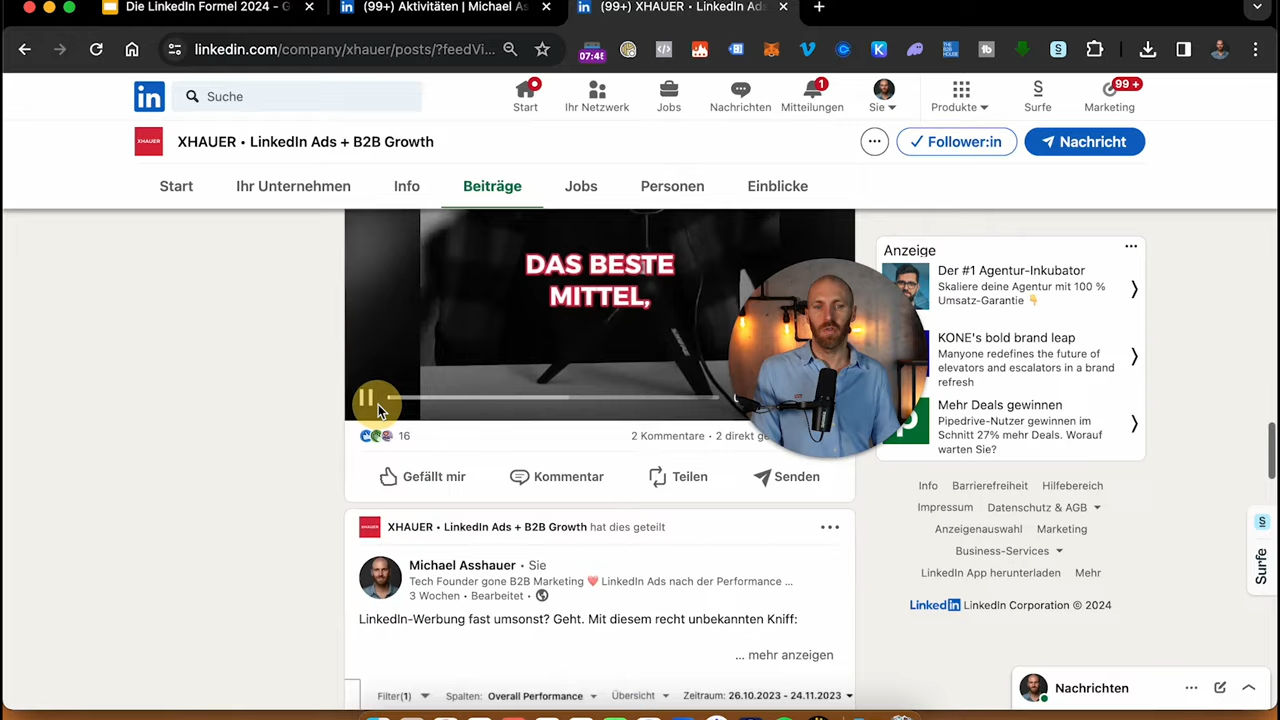 Die LinkedIn Formel 2024 - G
(99+) Aktivitäten | Michael As
(99+) XHAUER • LinkedIn Ads
linkedin.com/company/xhauer/posts/?feedVi...
07:46
Suche
Start
Ihr Netzwerk
Jobs
Nachrichten
1
Mitteilungen
Sie
Produkte
Surfe
99 +
Marketing
XHAUER
XHAUER • LinkedIn Ads + B2B Growth
Follower:in
Nachricht
Start
Ihr Unternehmen
Info
Beiträge
Jobs
Personen
Einblicke
DAS BESTE
MITTEL,
16
2 Kommentare • 2 direkt
Gefällt mir
Kommentar
Teilen
Senden
XHAUER • LinkedIn Ads + B2B Growth hat dies geteilt
Michael Asshauer • Sie
Tech Founder gone B2B Marketing ❤️ LinkedIn Ads nach der Performance ...
3 Wochen • Bearbeitet •
LinkedIn-Werbung fast umsonst? Geht. Mit diesem recht unbekannten Kniff:
... mehr anzeigen
Filter(1)
Spalten: Overall Performance
Übersicht
Zeitraum: 26.10.2023 - 24.11.2023
Anzeige
Der #1 Agentur-Inkubator
Skaliere deine Agentur mit 100 %
Umsatz-Garantie 👇
KONE's bold brand leap
Manyone redefines the future of
elevators and escalators in a brand
refresh
Mehr Deals gewinnen
Pipedrive-Nutzer gewinnen im
Schnitt 27% mehr Deals. Worauf
warten Sie?
Info Barrierefreiheit Hilfebereich
Impressum Datenschutz & AGB
Anzeigenauswahl Marketing
Business-Services
LinkedIn App herunterladen Mehr
LinkedIn LinkedIn Corporation © 2024
Surfe
Nachrichten